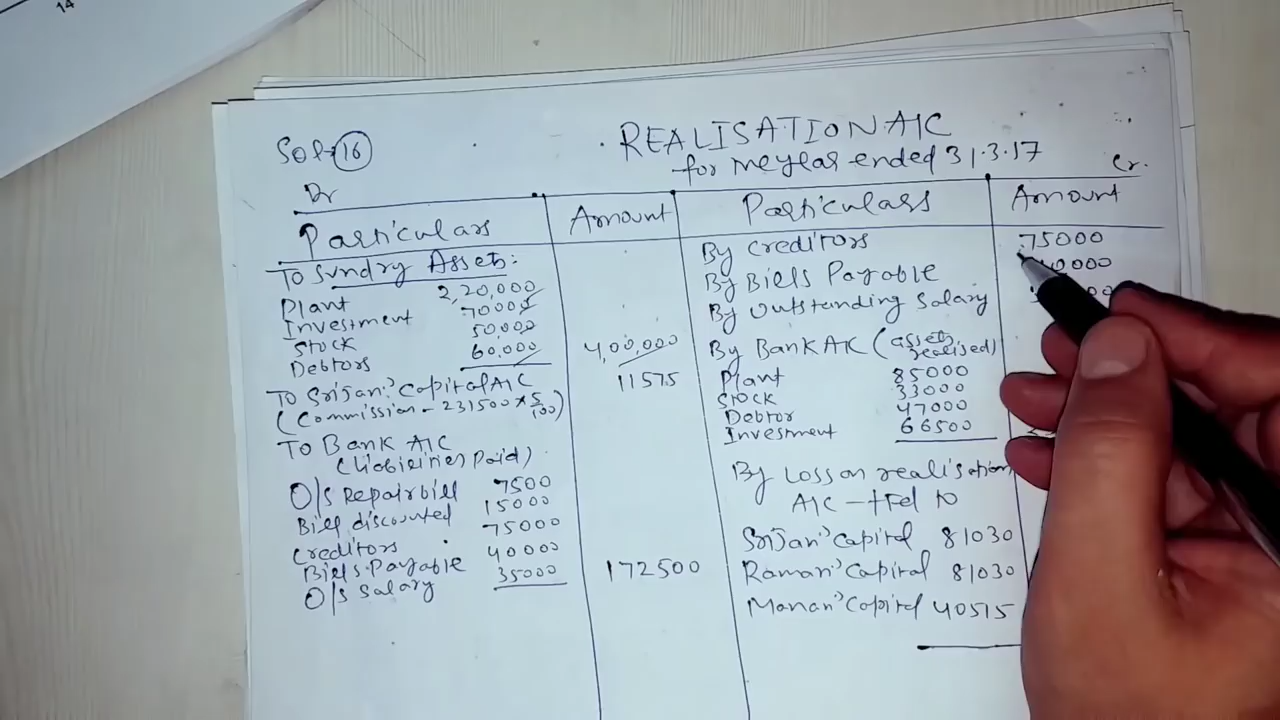 14
Sol-16
REALISATION A/C
for the year ended 31.3.17
Dr
Cr.
Particulars Amount Particulars Amount
To Sundry Assets:
Plant 2,20,000
Investment 70000
Stock 50,000
Debtors 60,000 4,00,000
To Srijan's Capital A/C 11575
(Commission - 231500 × 5/100)
To Bank A/C
(Liabilities Paid)
O/S Repair bill 7500
Bill discounted 15000
Creditors 75000
Bills Payable 40000
O/S Salary 35000 172500
By Creditors 75000
By Bills Payable
By Outstanding Salary
By Bank A/C (assets realised)
Plant 85000
Stock 33000
Debtor 47000
Investment 66500
By Loss on realisation
A/C - tfd to
Srijan's Capital 81030
Raman's Capital 81030
Manan's Capital 40515